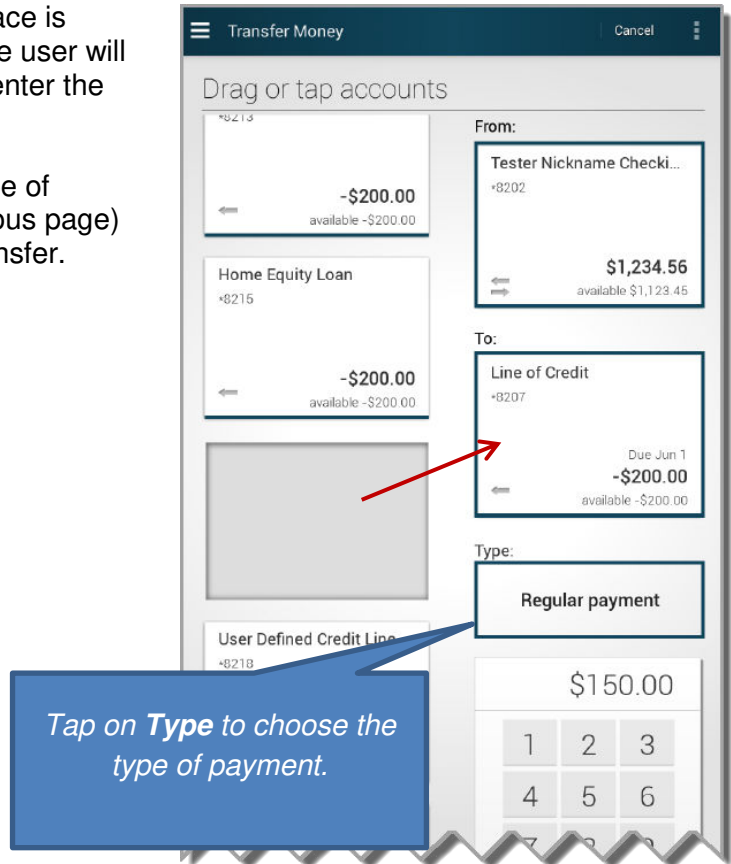 ace is
e user will
enter the
e of
ous page)
nsfer.
Transfer Money
Cancel
Drag or tap accounts
*8213
-$200.00
available -$200.00
Home Equity Loan
*8215
-$200.00
available -$200.00
User Defined Credit Line
*8218
From:
Tester Nickname Checki...
*8202
$1,234.56
available $1,123.45
To:
Line of Credit
*8207
Due Jun 1
-$200.00
available -$200.00
Type:
Regular payment
$150.00
1 2 3
4 5 6
Tap on Type to choose the
type of payment.